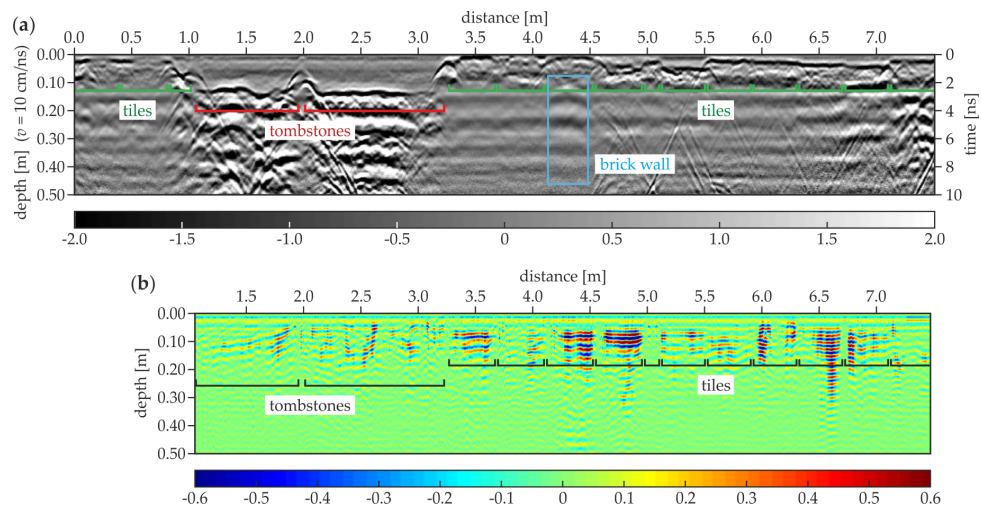 (a)
distance [m]
0.0 0.5 1.0 1.5 2.0 2.5 3.0 3.5 4.0 4.5 5.0 5.5 6.0 6.5 7.0
depth [m] (v = 10 cm/ns)
0.00 0
0.10 2
0.20 4
0.30 6
0.40 8
0.50 10
time [ns]
tiles
tombstones
brick wall
tiles
-2.0 -1.5 -1.0 -0.5 0 0.5 1.0 1.5 2.0
(b)
distance [m]
1.5 2.0 2.5 3.0 3.5 4.0 4.5 5.0 5.5 6.0 6.5 7.0
depth [m]
0.00
0.10
0.20
0.30
0.40
0.50
tombstones
tiles
-0.6 -0.5 -0.4 -0.3 -0.2 -0.1 0 0.1 0.2 0.3 0.4 0.5 0.6